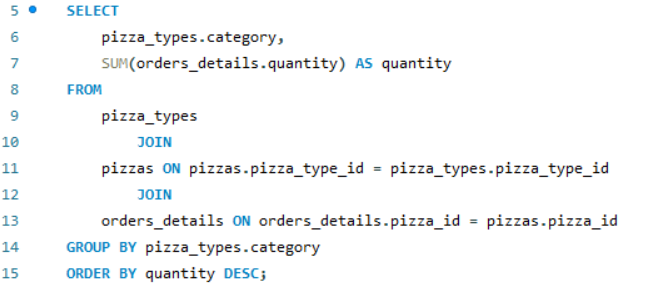 5 SELECT
6 pizza_types.category,
7 SUM(orders_details.quantity) AS quantity
8 FROM
9 pizza_types
10 JOIN
11 pizzas ON pizzas.pizza_type_id = pizza_types.pizza_type_id
12 JOIN
13 orders_details ON orders_details.pizza_id = pizzas.pizza_id
14 GROUP BY pizza_types.category
15 ORDER BY quantity DESC;